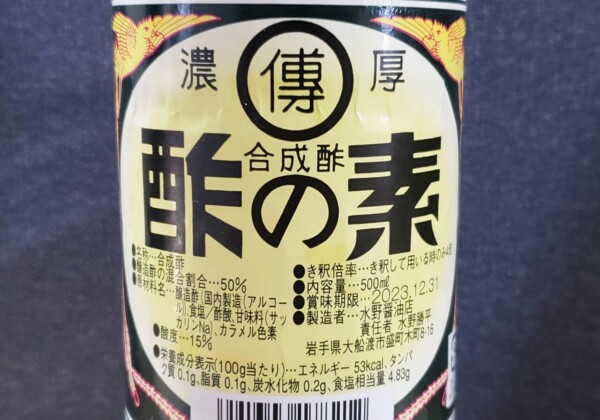 濃 傳 厚
合成酢
酢の素
●名称…合成酢
●醸造酢の混合割合…50%
●原材料名…醸造酢(国内製造(アルコー
ル)、食塩／酢酸、甘味料(サッ
カリンNa)、カラメル色素
●酸度…15%
●き釈倍率…き釈して用いる時のみ4倍
●内容量…500㎖
●賞味期限…2023.12.31
●製造者…水野醤油店
責任者 水野勝平
岩手県大船渡市盛町木町8-16
●栄養成分表示(100g当たり)…エネルギー 53kcal、タンパ
ク質 0.1g、脂質 0.1g、炭水化物 0.2g、食塩相当量 4.83g